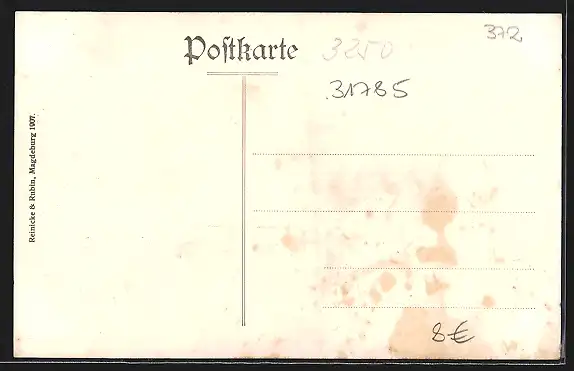 372
Poſtkarte 3250
31785
Reinicke & Rubin, Magdeburg 1907.
8€